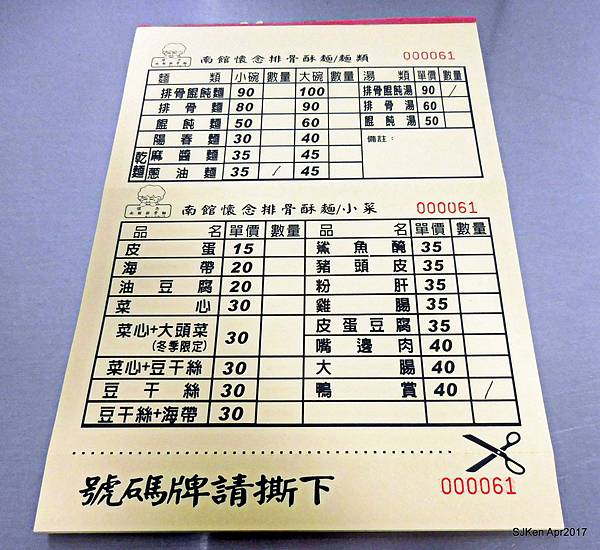 南館懷念排骨酥麵/麵類 000061
麵類 小碗 數量 大碗 數量 湯類 單價 數量
排骨餛飩麵 90 100 排骨餛飩湯 90 /
排骨麵 80 90 排骨湯 60
餛飩麵 50 60 餛飩湯 50
陽春麵 30 40 備註:
乾麵 麻醬麵 35 45
蔥油麵 35 / 45
南館懷念排骨酥麵/小菜 000061
品名 單價 數量 品名 單價 數量
皮蛋 15 鯊魚醃 35
海帶 20 豬頭皮 35
油豆腐 20 粉肝 35
菜心 30 雞腸 35
菜心+大頭菜 30 皮蛋豆腐 35
(冬季限定) 嘴邊肉 40
菜心+豆干絲 30 大腸 40
豆干絲 30 鴨賞 40 /
豆干絲+海帶 30
號碼牌請撕下 000061
SJKen Apr2017